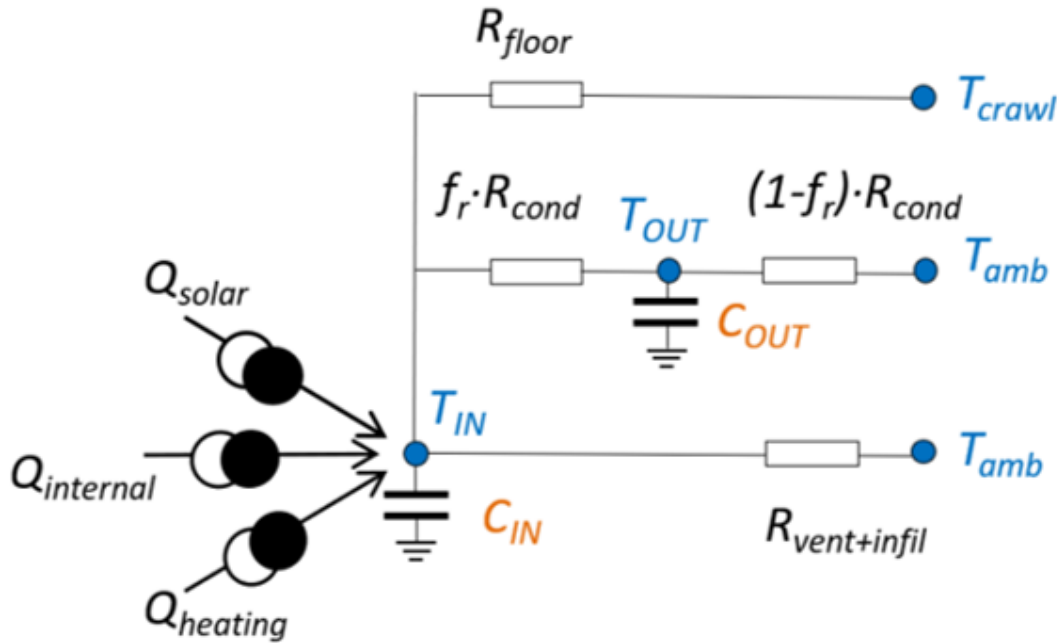 R_floor
T_crawl
f_r·R_cond
(1-f_r)·R_cond
T_OUT
T_amb
Q_solar
C_OUT
T_IN
T_amb
Q_internal
C_IN
R_vent+infil
Q_heating